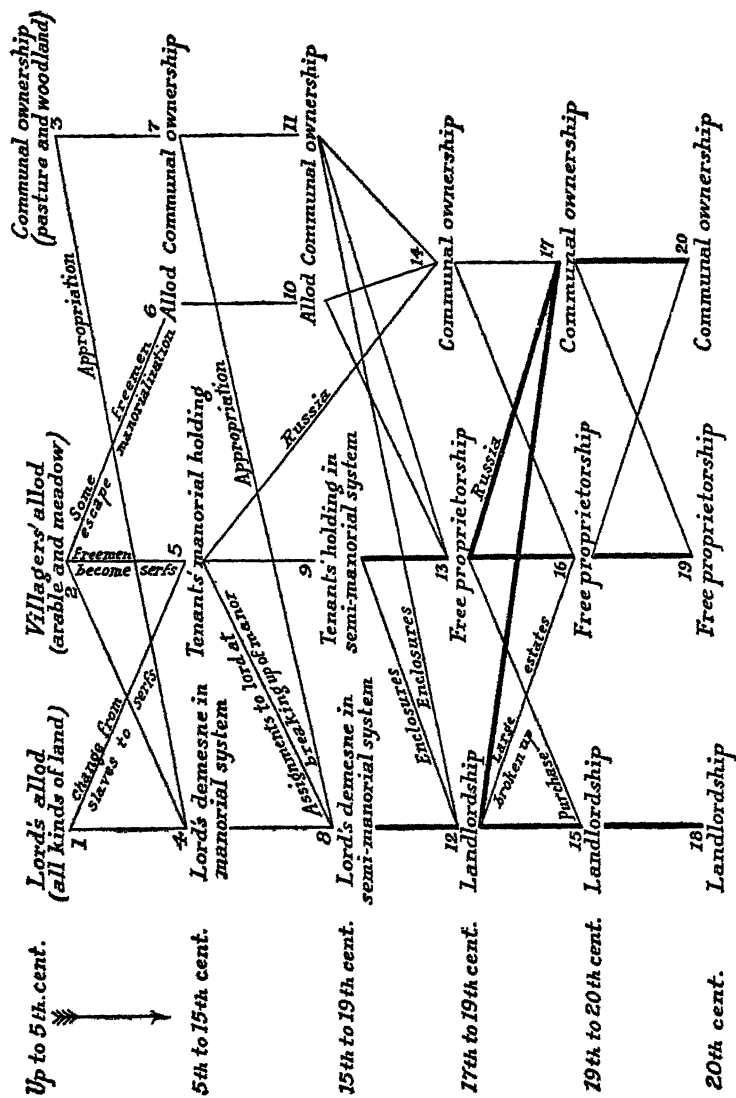 Up to 5th cent.
Lord's allod
(all kinds of land)
Villagers' allod
(arable and meadow)
Communal ownership
(pasture and woodland)
1
2
3
change from
slaves to serfs
Freemen
become serfs
Some freemen
escape manorialization
Appropriation
4
5
6
7
5th to 15th cent.
Lord's demesne in
manorial system
Tenants' manorial holding
Allod
Communal ownership
Assignments to lord at
breaking up of manor
Appropriation
Russia
8
9
10
11
15th to 19th cent.
Lord's demesne in
semi-manorial system
Tenants' holding in
semi-manorial system
Allod
Communal ownership
Enclosures
Enclosures
12
13
14
17th to 19th cent.
Landlordship
Free proprietorship
Communal ownership
Large estates
broken up
Purchase
Russia
15
16
17
19th to 20th cent.
Landlordship
Free proprietorship
Communal ownership
18
19
20
20th cent.
Landlordship
Free proprietorship
Communal ownership